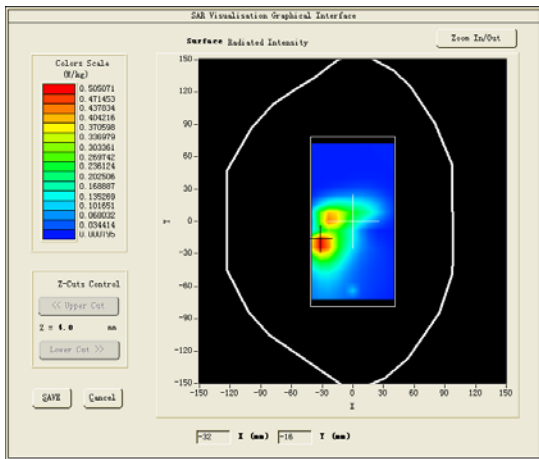 SAR Visualisation Graphical Interface
Surface Radiated Intensity
Zoom In/Out
Colors Scale
(W/kg)
0.505071
0.471453
0.437834
0.404216
0.370598
0.336979
0.303361
0.269742
0.236124
0.202506
0.168887
0.135269
0.101651
0.068032
0.034414
0.000795
Z-Cuts Control
<< Upper Cut
Z = 4.0 mm
Lower Cut >>
SAVE Cancel
150
120
90
60
30
0
-30
-60
-90
-120
-150
Y
-150 -120 -90 -60 -30 0 30 60 90 120 150
X
-32 X (mm) -16 Y (mm)